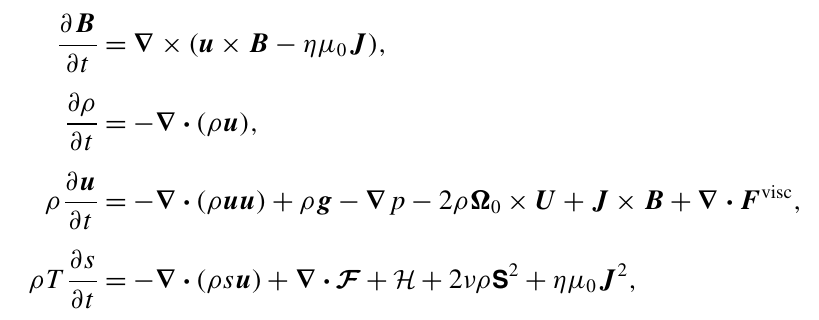 ∂B/∂t = ∇ × (u × B − ημ₀J),
∂ρ/∂t = −∇ · (ρu),
ρ ∂u/∂t = −∇ · (ρuu) + ρg − ∇p − 2ρΩ₀ × U + J × B + ∇ · F^visc,
ρT ∂s/∂t = −∇ · (ρsu) + ∇ · ℱ + ℋ + 2νρS² + ημ₀J²,